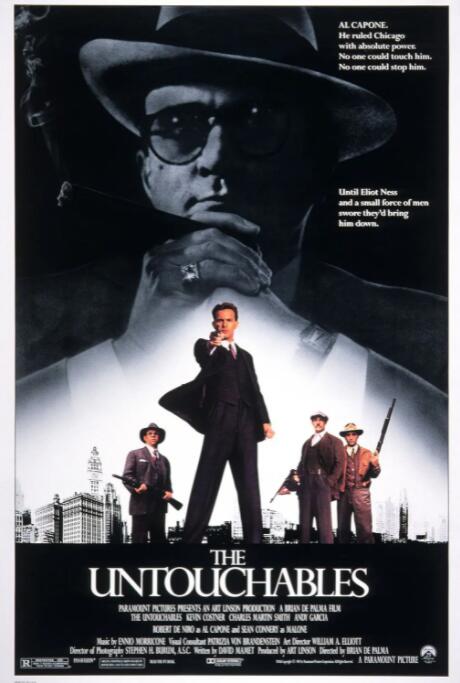 AL CAPONE.
He ruled Chicago
with absolute power.
No one could touch him.
No one could stop him.
Until Eliot Ness
and a small force of men
swore they'd bring
him down.
THE
UNTOUCHABLES
PARAMOUNT PICTURES PRESENTS AN ART LINSON PRODUCTION A BRIAN DE PALMA FILM
THE UNTOUCHABLES KEVIN COSTNER CHARLES MARTIN SMITH ANDY GARCIA
ROBERT DE NIRO as AL CAPONE and SEAN CONNERY as MALONE
Music by ENNIO MORRICONE Visual Consultant PATRIZIA VON BRANDENSTEIN Art Director WILLIAM A. ELLIOTT
Director of Photography STEPHEN H. BURUM, A.S.C. Written by DAVID MAMET Produced by ART LINSON Directed by BRIAN DE PALMA
R RESTRICTED
A PARAMOUNT PICTURE